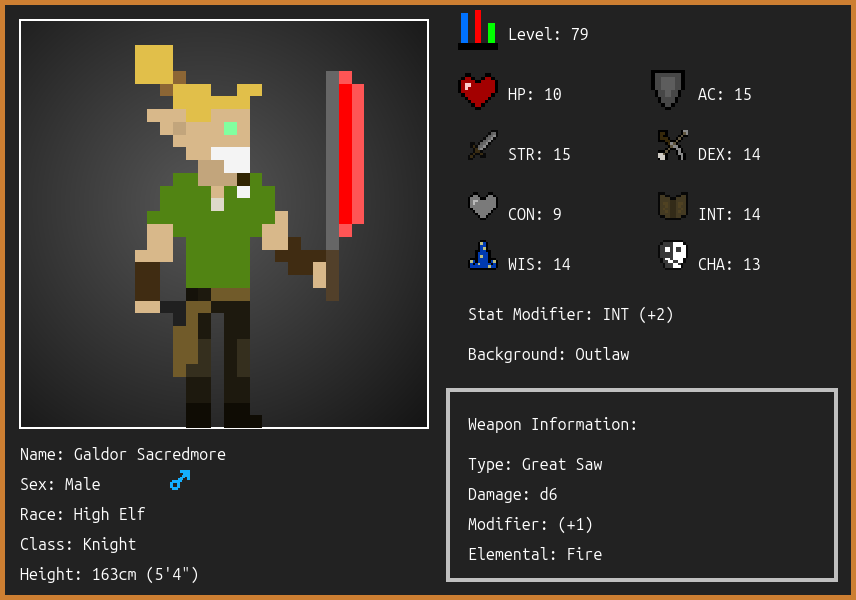 Level: 79
HP: 10
AC: 15
STR: 15
DEX: 14
CON: 9
INT: 14
WIS: 14
CHA: 13
Stat Modifier: INT (+2)
Background: Outlaw
Weapon Information:
Type: Great Saw
Damage: d6
Modifier: (+1)
Elemental: Fire
Name: Galdor Sacredmore
Sex: Male
Race: High Elf
Class: Knight
Height: 163cm (5'4")